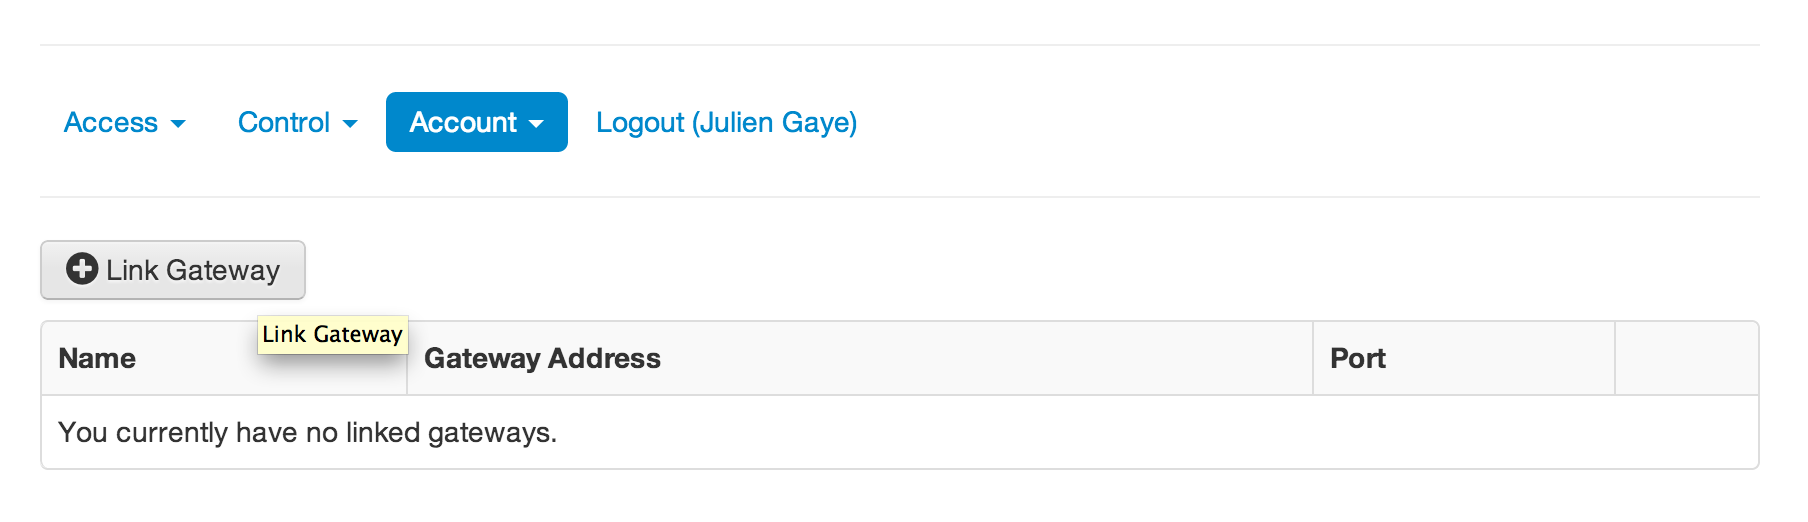 Access Control Account Logout (Julien Gaye)
Link Gateway
Link Gateway
Name Gateway Address Port
You currently have no linked gateways.